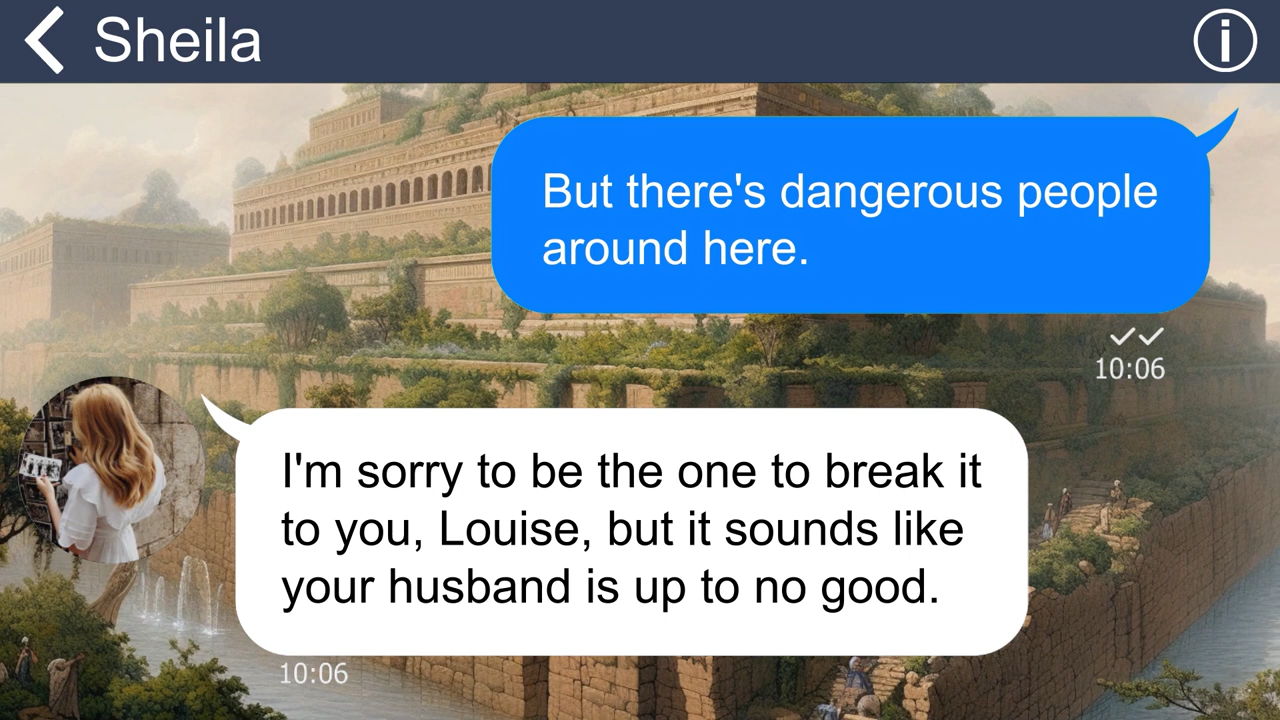 Sheila
But there's dangerous people
around here.
10:06
I'm sorry to be the one to break it
to you, Louise, but it sounds like
your husband is up to no good.
10:06